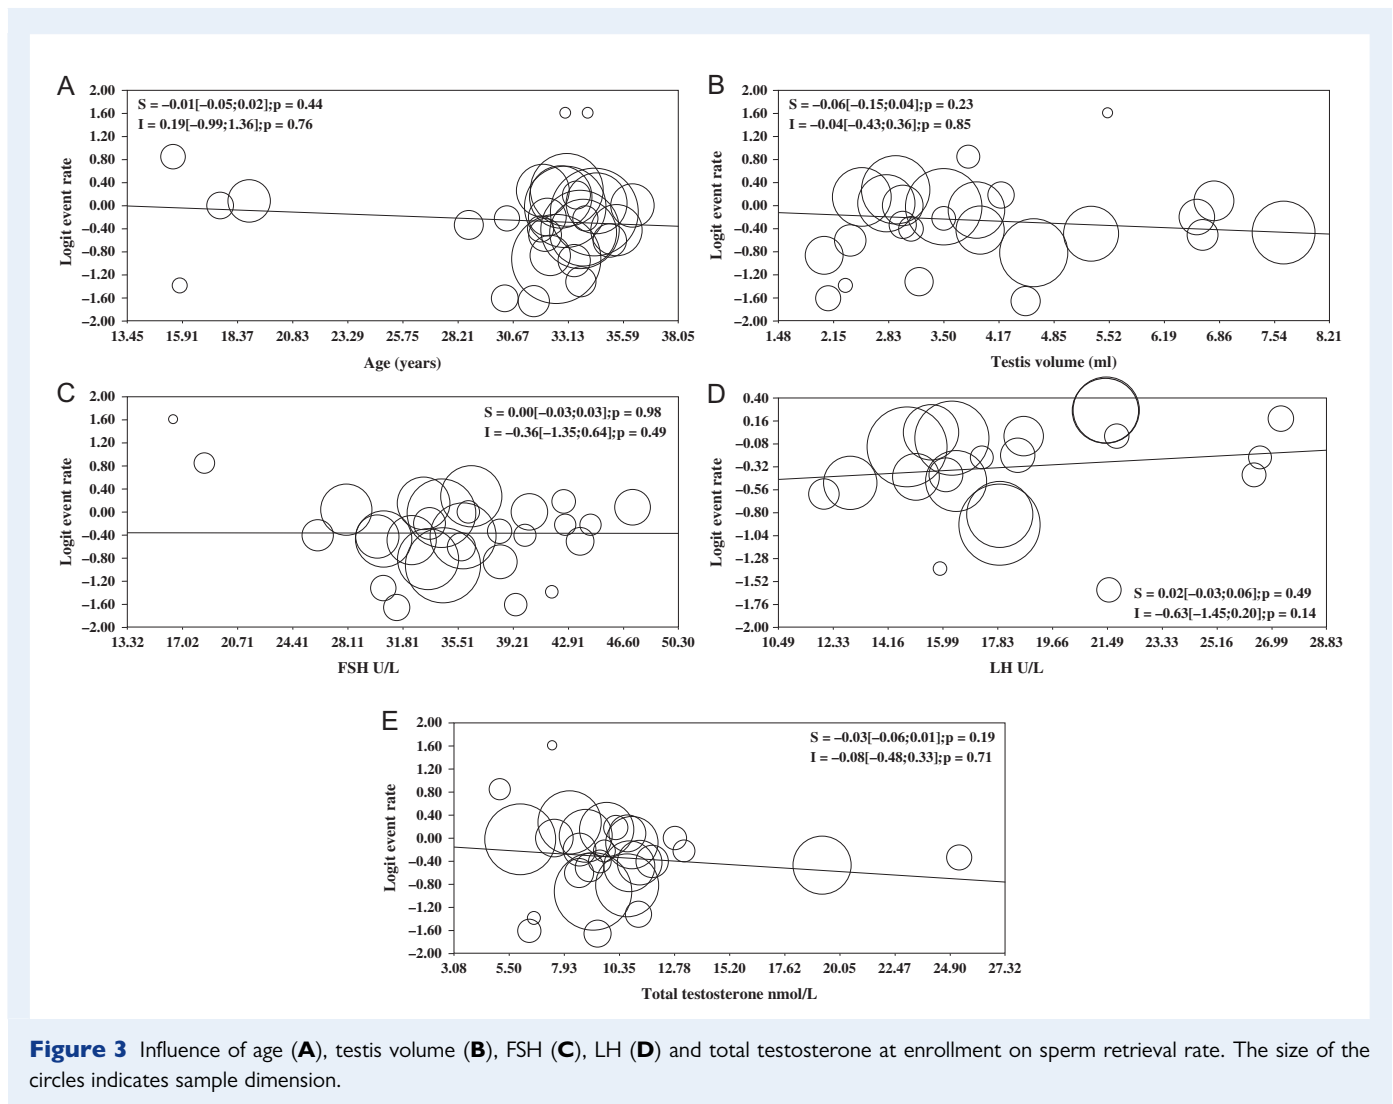 A
S = –0.01[–0.05;0.02];p = 0.44
I = 0.19[–0.99;1.36];p = 0.76
Logit event rate
2.00
1.60
1.20
0.80
0.40
0.00
–0.40
–0.80
–1.20
–1.60
–2.00
13.45 15.91 18.37 20.83 23.29 25.75 28.21 30.67 33.13 35.59 38.05
Age (years)
B
S = –0.06[–0.15;0.04];p = 0.23
I = –0.04[–0.43;0.36];p = 0.85
Logit event rate
2.00
1.60
1.20
0.80
0.40
0.00
–0.40
–0.80
–1.20
–1.60
–2.00
1.48 2.15 2.83 3.50 4.17 4.85 5.52 6.19 6.86 7.54 8.21
Testis volume (ml)
C
S = 0.00[–0.03;0.03];p = 0.98
I = –0.36[–1.35;0.64];p = 0.49
Logit event rate
2.00
1.60
1.20
0.80
0.40
0.00
–0.40
–0.80
–1.20
–1.60
–2.00
13.32 17.02 20.71 24.41 28.11 31.81 35.51 39.21 42.91 46.60 50.30
FSH U/L
D
Logit event rate
0.40
0.16
-0.08
–0.32
–0.56
–0.80
–1.04
–1.28
–1.52
–1.76
–2.00
S = 0.02[–0.03;0.06];p = 0.49
I = –0.63[–1.45;0.20];p = 0.14
10.49 12.33 14.16 15.99 17.83 19.66 21.49 23.33 25.16 26.99 28.83
LH U/L
E
S = –0.03[–0.06;0.01];p = 0.19
I = –0.08[–0.48;0.33];p = 0.71
Logit event rate
2.00
1.60
1.20
0.80
0.40
0.00
–0.40
–0.80
–1.20
–1.60
–2.00
3.08 5.50 7.93 10.35 12.78 15.20 17.62 20.05 22.47 24.90 27.32
Total testosterone nmol/L
Figure 3 Influence of age (A), testis volume (B), FSH (C), LH (D) and total testosterone at enrollment on sperm retrieval rate. The size of the
circles indicates sample dimension.